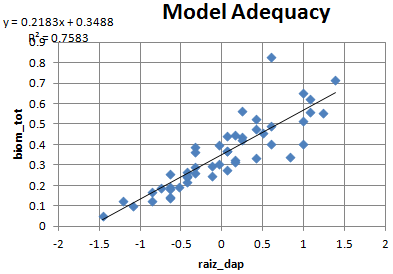 Model Adequacy
y = 0.2183x + 0.3488
R² = 0.7583
0.9
0.8
0.7
0.6
0.5
0.4
0.3
0.2
0.1
0
biom_tot
-2 -1.5 -1 -0.5 0 0.5 1 1.5 2
raiz_dap